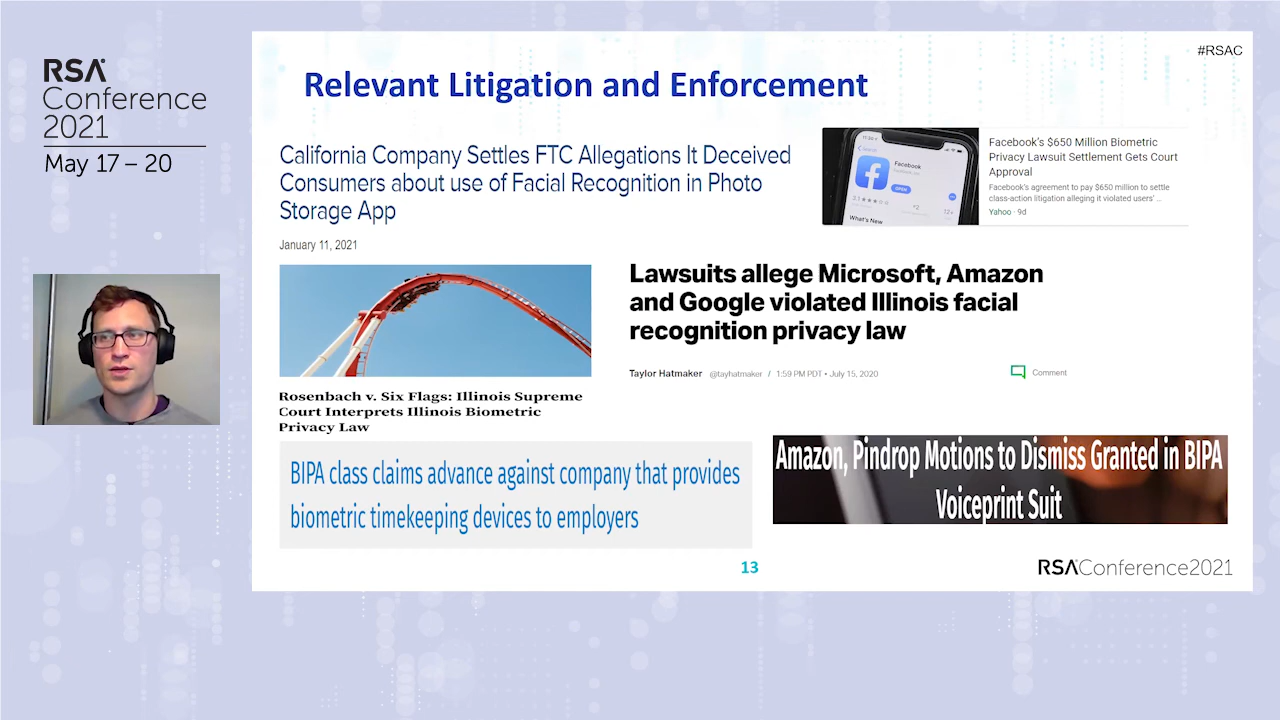 RSA
Conference
2021
May 17 – 20
#RSAC
Relevant Litigation and Enforcement
California Company Settles FTC Allegations It Deceived
Consumers about use of Facial Recognition in Photo
Storage App
January 11, 2021
Facebook
OPEN
What's New
Facebook's $650 Million Biometric
Privacy Lawsuit Settlement Gets Court
Approval
Facebook's agreement to pay $650 million to settle
class-action litigation alleging it violated users' ...
Yahoo · 9d
Rosenbach v. Six Flags: Illinois Supreme
Court Interprets Illinois Biometric
Privacy Law
Lawsuits allege Microsoft, Amazon
and Google violated Illinois facial
recognition privacy law
Taylor Hatmaker @tayhatmaker / 1:59 PM PDT • July 15, 2020
Comment
BIPA class claims advance against company that provides
biometric timekeeping devices to employers
Amazon, Pindrop Motions to Dismiss Granted in BIPA
Voiceprint Suit
13
RSAConference2021